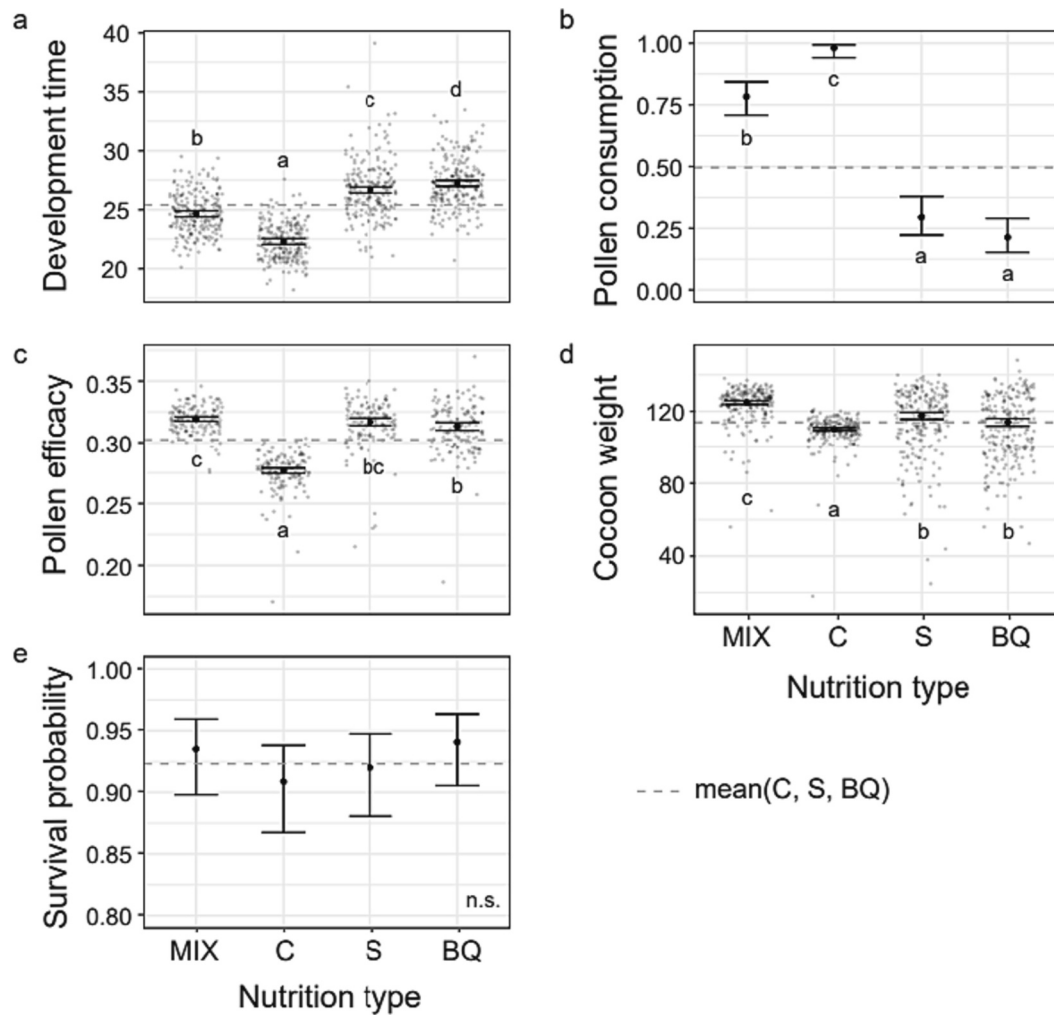 a
Development time
40
35
30
25
20
b
a
c
d
b
Pollen consumption
1.00
0.75
0.50
0.25
0.00
b
c
a
a
c
Pollen efficacy
0.35
0.30
0.25
0.20
c
a
bc
b
d
Cocoon weight
120
80
40
c
a
b
b
MIX C S BQ
Nutrition type
e
Survival probability
1.00
0.95
0.90
0.85
0.80
n.s.
MIX C S BQ
Nutrition type
mean(C, S, BQ)